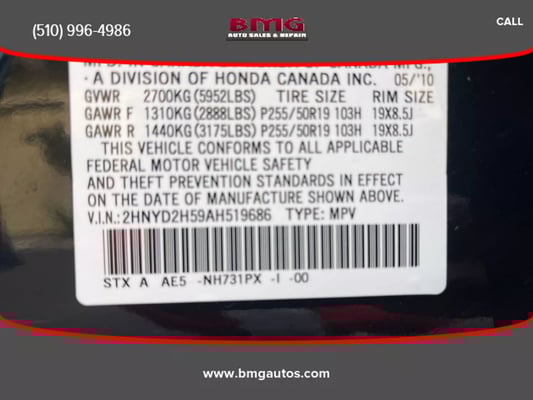 (510) 996-4986
BMG
AUTO SALES & REPAIR
CALL
CANADA MFG.,
· A DIVISION OF HONDA CANADA INC. 05/'10
GVWR 2700KG(5952LBS) TIRE SIZE RIM SIZE
GAWR F 1310KG(2888LBS) P255/50R19 103H 19X8.5J
GAWR R 1440KG(3175LBS) P255/50R19 103H 19X8.5J
THIS VEHICLE CONFORMS TO ALL APPLICABLE
FEDERAL MOTOR VEHICLE SAFETY
AND THEFT PREVENTION STANDARDS IN EFFECT
ON THE DATE OF MANUFACTURE SHOWN ABOVE.
V.I.N.:2HNYD2H59AH519686 TYPE: MPV
STX A AE5 -NH731PX -I -00
www.bmgautos.com